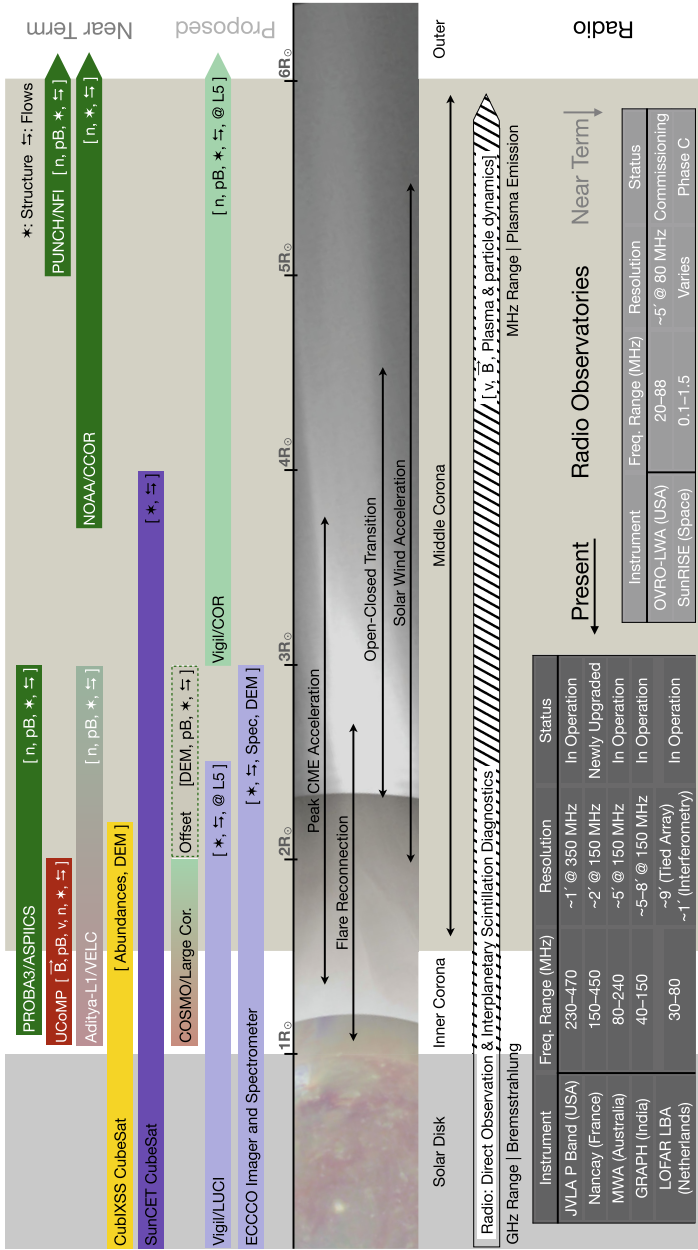 Near Term
Proposed
✶: Structure ⇆: Flows
PROBA3/ASPIICS [ n, pB, ✶, ⇆ ]
PUNCH/NFI [ n, pB, ✶, ⇆ ]
UCoMP [ B⃗, pB, v, n, ✶, ⇆ ]
Aditya-L1/VELC [ n, pB, ✶, ⇆ ]
NOAA/CCOR [ n, ✶, ⇆ ]
CubIXSS CubeSat [ Abundances, DEM ]
SunCET CubeSat [ ✶, ⇆ ]
COSMO/Large Cor. Offset [DEM, pB, ✶, ⇆ ]
Vigil/LUCI [ ✶, ⇆, @ L5 ]
Vigil/COR [ n, pB, ✶, ⇆, @ L5 ]
ECCCO Imager and Spectrometer [ ✶, ⇆, Spec, DEM ]
1R☉ 2R☉ 3R☉ 4R☉ 5R☉ 6R☉
Peak CME Acceleration
Flare Reconnection
Open-Closed Transition
Solar Wind Acceleration
Solar Disk Inner Corona Middle Corona Outer
Radio: Direct Observation & Interplanetary Scintillation Diagnostics [ v, B⃗, Plasma & particle dynamics]
GHz Range | Bremsstrahlung MHz Range | Plasma Emission
Radio
Present Radio Observatories Near Term
Instrument Freq. Range (MHz) Resolution Status
JVLA P Band (USA) 230–470 ~1´ @ 350 MHz In Operation
Nancay (France) 150–450 ~2´ @ 150 MHz Newly Upgraded
MWA (Australia) 80–240 ~5´ @ 150 MHz In Operation
GRAPH (India) 40–150 ~5–8´ @ 150 MHz In Operation
LOFAR LBA (Netherlands) 30–80 ~9´ (Tied Array) ~1´ (Interferometry) In Operation
Instrument Freq. Range (MHz) Resolution Status
OVRO-LWA (USA) 20–88 ~5´ @ 80 MHz Commissioning
SunRISE (Space) 0.1–1.5 Varies Phase C